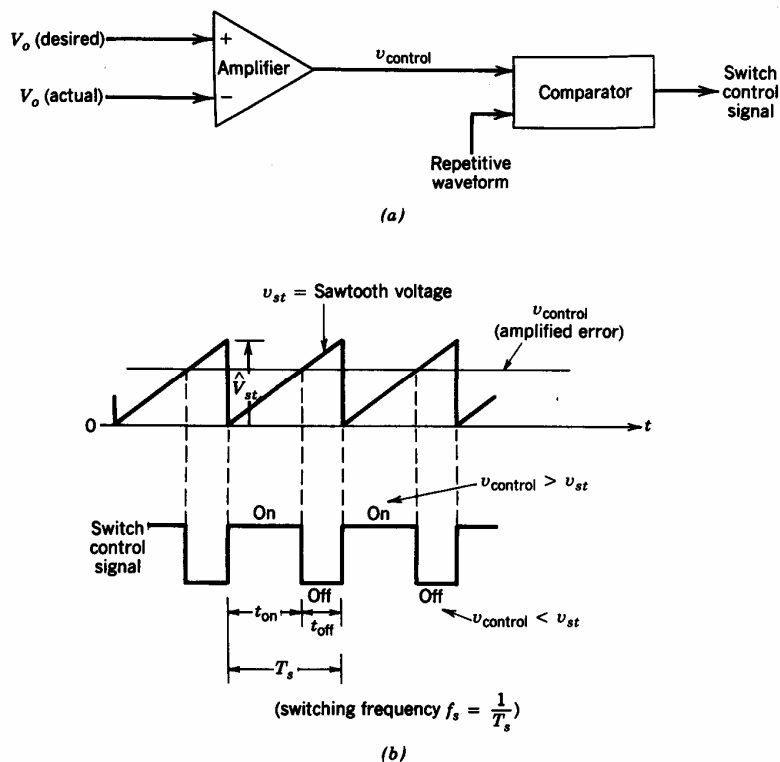 V_o (desired)
+
Amplifier
V_o (actual)
−
v_control
Comparator
Switch
control
signal
Repetitive
waveform
(a)
v_st = Sawtooth voltage
v_control
(amplified error)
V̂_st
0
t
v_control > v_st
On
On
Switch
control
signal
Off
Off
t_on
t_off
v_control < v_st
T_s
(switching frequency f_s = 1/T_s)
(b)